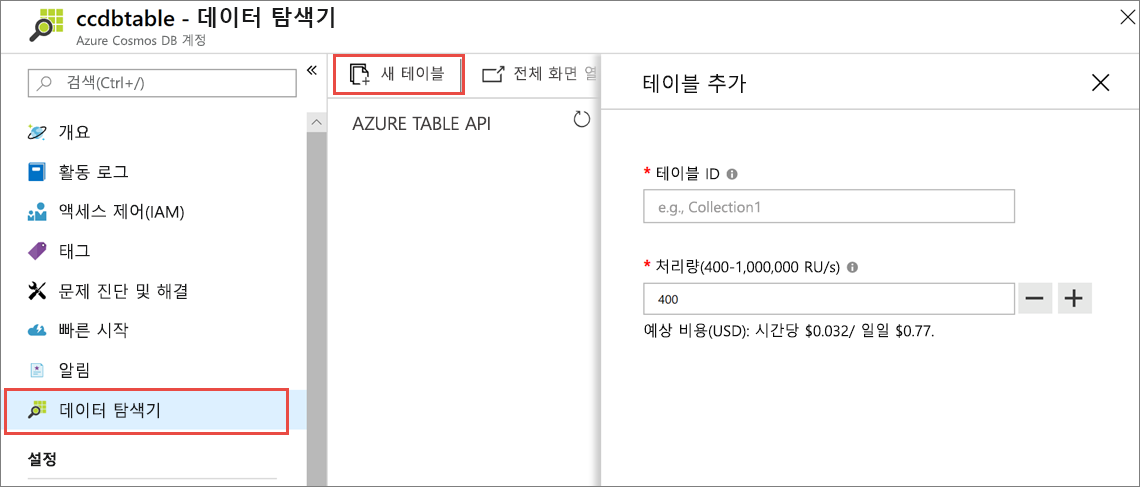 ccdbtable - 데이터 탐색기
Azure Cosmos DB 계정
검색(Ctrl+/)
개요
활동 로그
액세스 제어(IAM)
태그
문제 진단 및 해결
빠른 시작
알림
데이터 탐색기
설정
새 테이블
전체 화면 열
AZURE TABLE API
테이블 추가
* 테이블 ID
e.g., Collection1
* 처리량(400-1,000,000 RU/s)
400
예상 비용(USD): 시간당 $0.032/ 일일 $0.77.